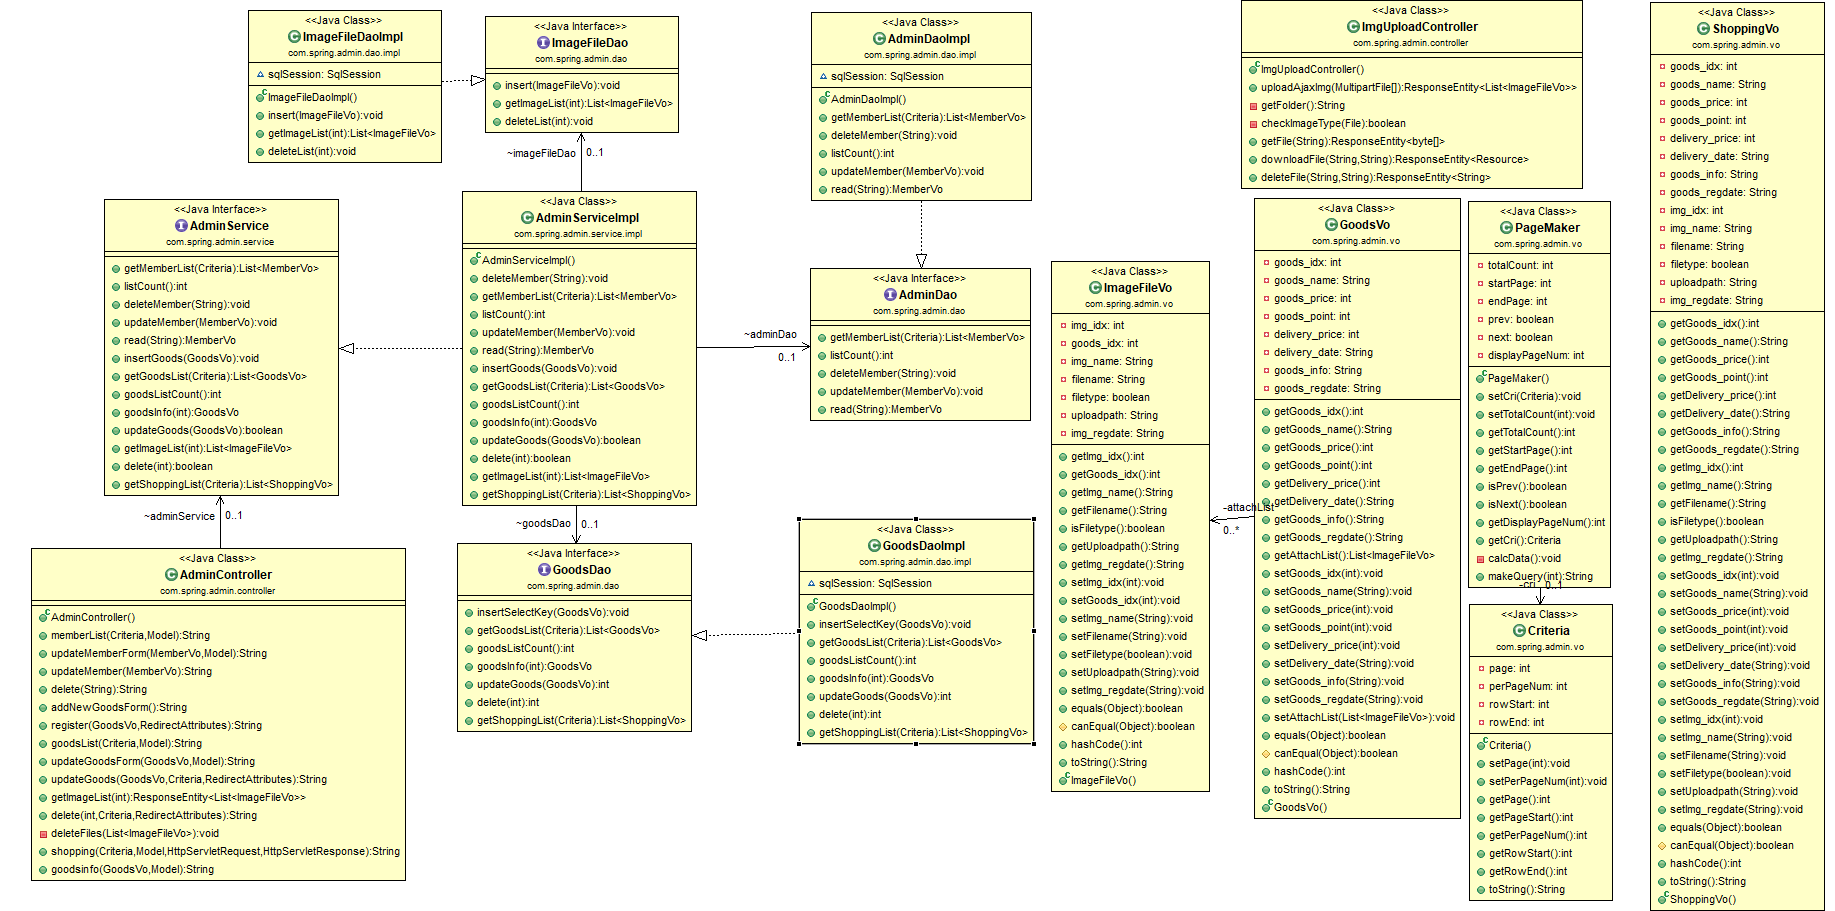 <<Java Class>>
ImageFileDaoImpl
com.spring.admin.dao.impl
sqlSession: SqlSession
ImageFileDaoImpl()
insert(ImageFileVo):void
getImageList(int):List<ImageFileVo>
deleteList(int):void
<<Java Interface>>
ImageFileDao
com.spring.admin.dao
insert(ImageFileVo):void
getImageList(int):List<ImageFileVo>
deleteList(int):void
~imageFileDao
0..1
<<Java Class>>
AdminDaoImpl
com.spring.admin.dao.impl
sqlSession: SqlSession
AdminDaoImpl()
getMemberList(Criteria):List<MemberVo>
deleteMember(String):void
listCount():int
updateMember(MemberVo):void
read(String):MemberVo
<<Java Class>>
ImgUploadController
com.spring.admin.controller
ImgUploadController()
uploadAjaxImg(MultipartFile[]):ResponseEntity<List<ImageFileVo>>
getFolder():String
checkImageType(File):boolean
getFile(String):ResponseEntity<byte[]>
downloadFile(String,String):ResponseEntity<Resource>
deleteFile(String,String):ResponseEntity<String>
<<Java Class>>
ShoppingVo
com.spring.admin.vo
goods_idx: int
goods_name: String
goods_price: int
goods_point: int
delivery_price: int
delivery_date: String
goods_info: String
goods_regdate: String
img_idx: int
img_name: String
filename: String
filetype: boolean
uploadpath: String
img_regdate: String
getGoods_idx():int
getGoods_name():String
getGoods_price():int
getGoods_point():int
getDelivery_price():int
getDelivery_date():String
getGoods_info():String
getGoods_regdate():String
getImg_idx():int
getImg_name():String
getFilename():String
isFiletype():boolean
getUploadpath():String
getImg_regdate():String
setGoods_idx(int):void
setGoods_name(String):void
setGoods_price(int):void
setGoods_point(int):void
setDelivery_price(int):void
setDelivery_date(String):void
setGoods_info(String):void
setGoods_regdate(String):void
setImg_idx(int):void
setImg_name(String):void
setFilename(String):void
setFiletype(boolean):void
setUploadpath(String):void
setImg_regdate(String):void
equals(Object):boolean
canEqual(Object):boolean
hashCode():int
toString():String
ShoppingVo()
<<Java Interface>>
AdminService
com.spring.admin.service
getMemberList(Criteria):List<MemberVo>
listCount():int
deleteMember(String):void
updateMember(MemberVo):void
read(String):MemberVo
insertGoods(GoodsVo):void
getGoodsList(Criteria):List<GoodsVo>
goodsListCount():int
goodsInfo(int):GoodsVo
updateGoods(GoodsVo):boolean
getImageList(int):List<ImageFileVo>
delete(int):boolean
getShoppingList(Criteria):List<ShoppingVo>
~adminService
0..1
<<Java Class>>
AdminServiceImpl
com.spring.admin.service.impl
AdminServiceImpl()
deleteMember(String):void
getMemberList(Criteria):List<MemberVo>
listCount():int
updateMember(MemberVo):void
read(String):MemberVo
insertGoods(GoodsVo):void
getGoodsList(Criteria):List<GoodsVo>
goodsListCount():int
goodsInfo(int):GoodsVo
updateGoods(GoodsVo):boolean
delete(int):boolean
getImageList(int):List<ImageFileVo>
getShoppingList(Criteria):List<ShoppingVo>
~adminDao
0..1
~goodsDao
0..1
<<Java Interface>>
AdminDao
com.spring.admin.dao
getMemberList(Criteria):List<MemberVo>
listCount():int
deleteMember(String):void
updateMember(MemberVo):void
read(String):MemberVo
<<Java Class>>
ImageFileVo
com.spring.admin.vo
img_idx: int
goods_idx: int
img_name: String
filename: String
filetype: boolean
uploadpath: String
img_regdate: String
getImg_idx():int
getGoods_idx():int
getImg_name():String
getFilename():String
isFiletype():boolean
getUploadpath():String
getImg_regdate():String
setImg_idx(int):void
setGoods_idx(int):void
setImg_name(String):void
setFilename(String):void
setFiletype(boolean):void
setUploadpath(String):void
setImg_regdate(String):void
equals(Object):boolean
canEqual(Object):boolean
hashCode():int
toString():String
ImageFileVo()
-attachList
0..*
<<Java Class>>
GoodsVo
com.spring.admin.vo
goods_idx: int
goods_name: String
goods_price: int
goods_point: int
delivery_price: int
delivery_date: String
goods_info: String
goods_regdate: String
getGoods_idx():int
getGoods_name():String
getGoods_price():int
getGoods_point():int
getDelivery_price():int
getDelivery_date():String
getGoods_info():String
getGoods_regdate():String
getAttachList():List<ImageFileVo>
setGoods_idx(int):void
setGoods_name(String):void
setGoods_price(int):void
setGoods_point(int):void
setDelivery_price(int):void
setDelivery_date(String):void
setGoods_info(String):void
setGoods_regdate(String):void
setAttachList(List<ImageFileVo>):void
equals(Object):boolean
canEqual(Object):boolean
hashCode():int
toString():String
GoodsVo()
<<Java Class>>
PageMaker
com.spring.admin.vo
totalCount: int
startPage: int
endPage: int
prev: boolean
next: boolean
displayPageNum: int
PageMaker()
setCri(Criteria):void
setTotalCount(int):void
getTotalCount():int
getStartPage():int
getEndPage():int
isPrev():boolean
isNext():boolean
getDisplayPageNum():int
getCri():Criteria
calcData():void
makeQuery(int):String
-cri
0..1
<<Java Class>>
Criteria
com.spring.admin.vo
page: int
perPageNum: int
rowStart: int
rowEnd: int
Criteria()
setPage(int):void
setPerPageNum(int):void
getPage():int
getPageStart():int
getPerPageNum():int
getRowStart():int
getRowEnd():int
toString():String
<<Java Class>>
AdminController
com.spring.admin.controller
AdminController()
memberList(Criteria,Model):String
updateMemberForm(MemberVo,Model):String
updateMember(MemberVo):String
delete(String):String
addNewGoodsForm():String
register(GoodsVo,RedirectAttributes):String
goodsList(Criteria,Model):String
updateGoodsForm(GoodsVo,Model):String
updateGoods(GoodsVo,Criteria,RedirectAttributes):String
getImageList(int):ResponseEntity<List<ImageFileVo>>
delete(int,Criteria,RedirectAttributes):String
deleteFiles(List<ImageFileVo>):void
shopping(Criteria,Model,HttpServletRequest,HttpServletResponse):String
goodsinfo(GoodsVo,Model):String
<<Java Interface>>
GoodsDao
com.spring.admin.dao
insertSelectKey(GoodsVo):void
getGoodsList(Criteria):List<GoodsVo>
goodsListCount():int
goodsInfo(int):GoodsVo
updateGoods(GoodsVo):int
delete(int):int
getShoppingList(Criteria):List<ShoppingVo>
<<Java Class>>
GoodsDaoImpl
com.spring.admin.dao.impl
sqlSession: SqlSession
GoodsDaoImpl()
insertSelectKey(GoodsVo):void
getGoodsList(Criteria):List<GoodsVo>
goodsListCount():int
goodsInfo(int):GoodsVo
updateGoods(GoodsVo):int
delete(int):int
getShoppingList(Criteria):List<ShoppingVo>